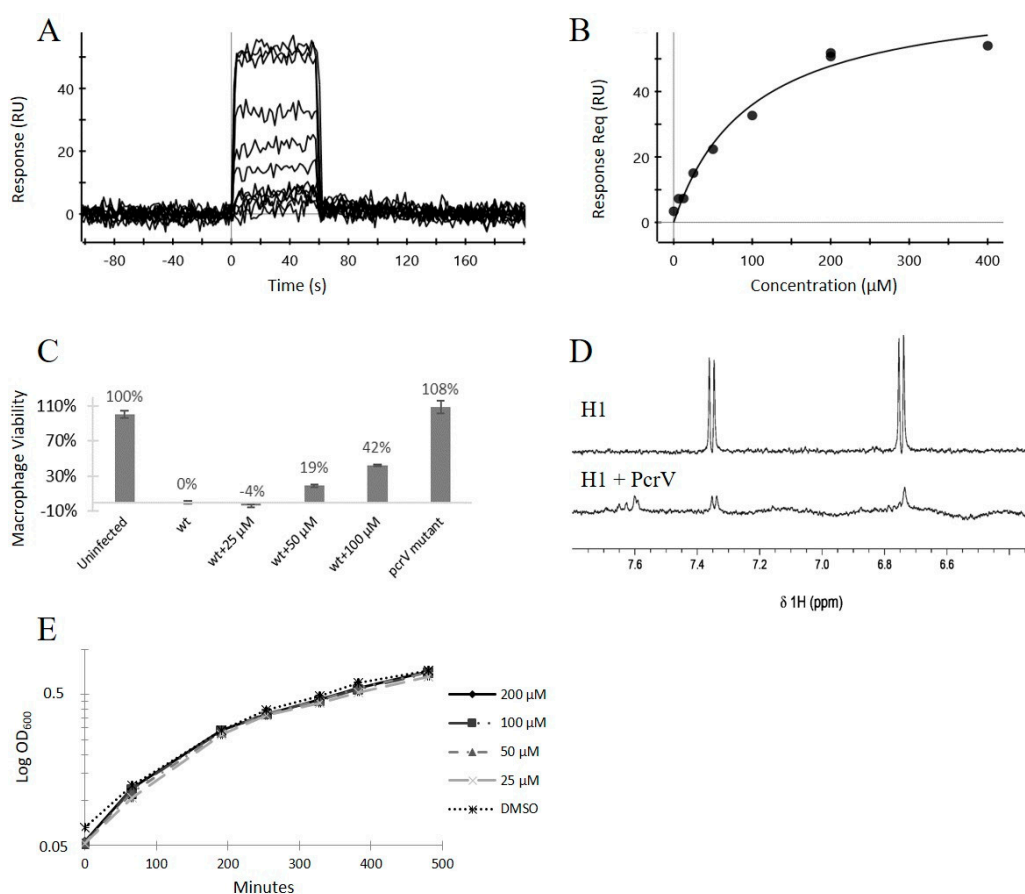 A
Response (RU)
40
20
0
-80
-40
0
40
80
120
160
Time (s)
B
Response Req (RU)
40
20
0
0
100
200
300
400
Concentration (µM)
C
Macrophage Viability
110%
70%
30%
-10%
100%
0%
-4%
19%
42%
108%
Uninfected
wt
wt+25 µM
wt+50 µM
wt+100 µM
pcrV mutant
D
H1
H1 + PcrV
7.6
7.4
7.2
7.0
6.8
6.6
δ 1H (ppm)
E
Log OD600
0.5
0.05
0
100
200
300
400
500
Minutes
200 µM
100 µM
50 µM
25 µM
DMSO